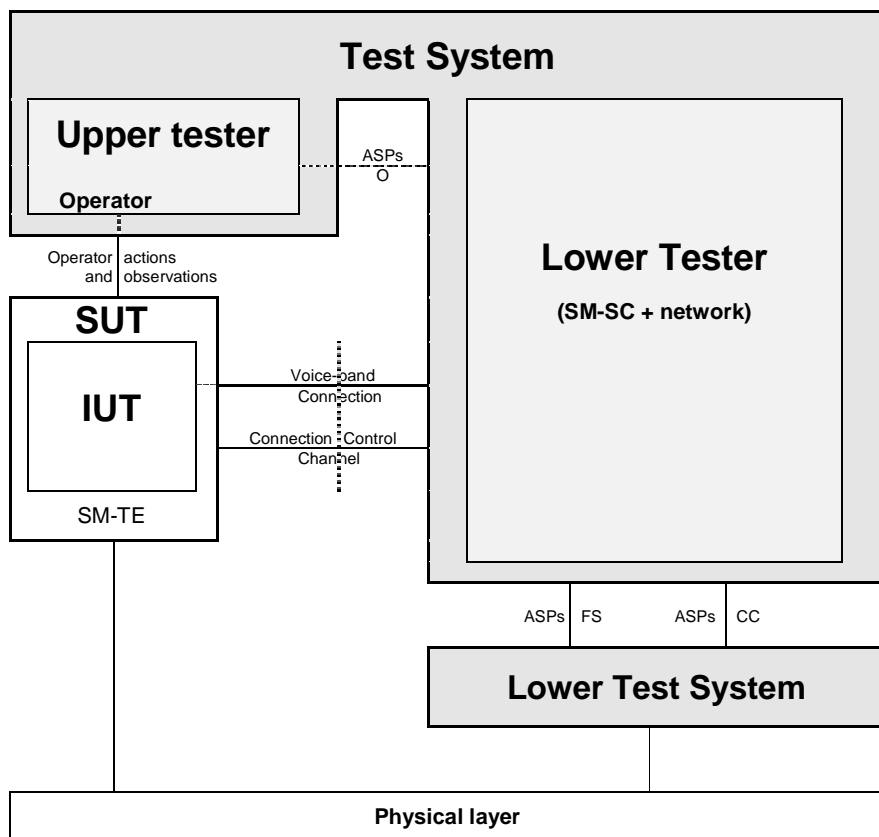 Test System
Upper tester
ASPs
O
Operator
Operator actions
and observations
Lower Tester
(SM-SC + network)
SUT
IUT
Voice-band
Connection
Connection Control
Channel
SM-TE
ASPs FS
ASPs CC
Lower Test System
Physical layer